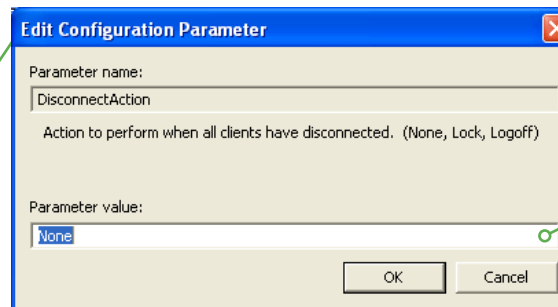 Edit Configuration Parameter
Parameter name:
DisconnectAction
Action to perform when all clients have disconnected. (None, Lock, Logoff)
Parameter value:
None
OK Cancel